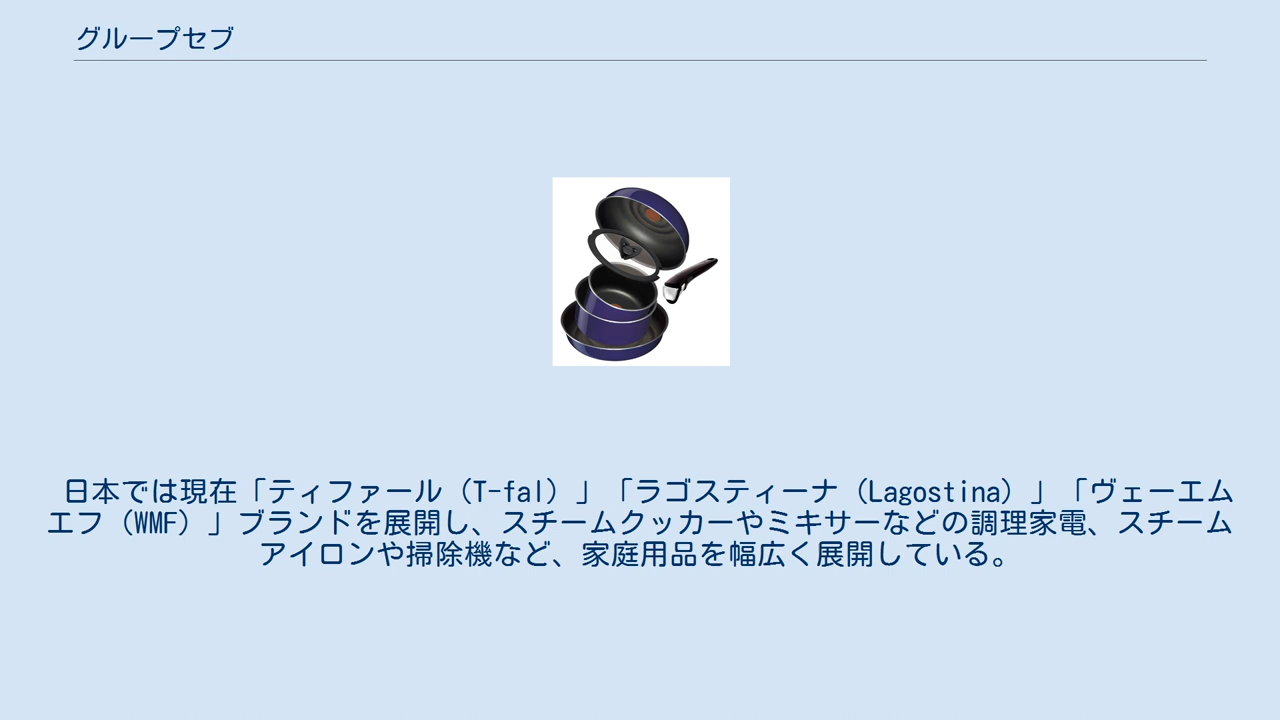 グループセブ
日本では現在「ティファール（T-fal）」「ラゴスティーナ（Lagostina）」「ヴェーエム
エフ（WMF）」ブランドを展開し、スチームクッカーやミキサーなどの調理家電、スチーム
アイロンや掃除機など、家庭用品を幅広く展開している。